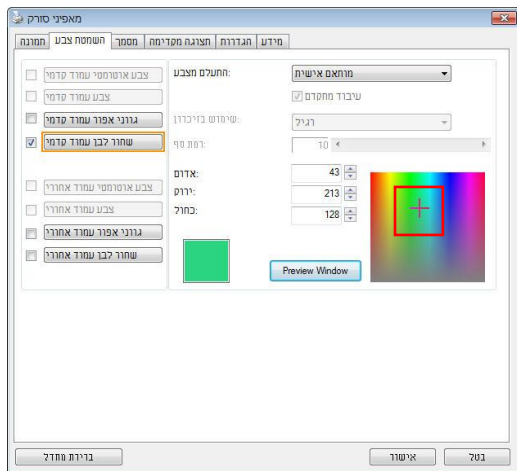 מאפיני סורק
תמונה
השמטת צבע
מסמך
תצוגה מקדימה
הגדרות
מידע
צבע אוטומטי עמוד קדמי
צבע עמוד קדמי
גווני אפור עמוד קדמי
שחור לבן עמוד קדמי
צבע אוטומטי עמוד אחורי
צבע עמוד אחורי
גווני אפור עמוד אחורי
שחור לבן עמוד אחורי
התעלם מצבע:
מותאם אישית
עיבוד מתקדם
שימוש בזיכרון:
רגיל
רמת סף:
10
אדום:
43
ירוק:
213
כחול:
128
Preview Window
ברירת מחדל
אישור
בטל